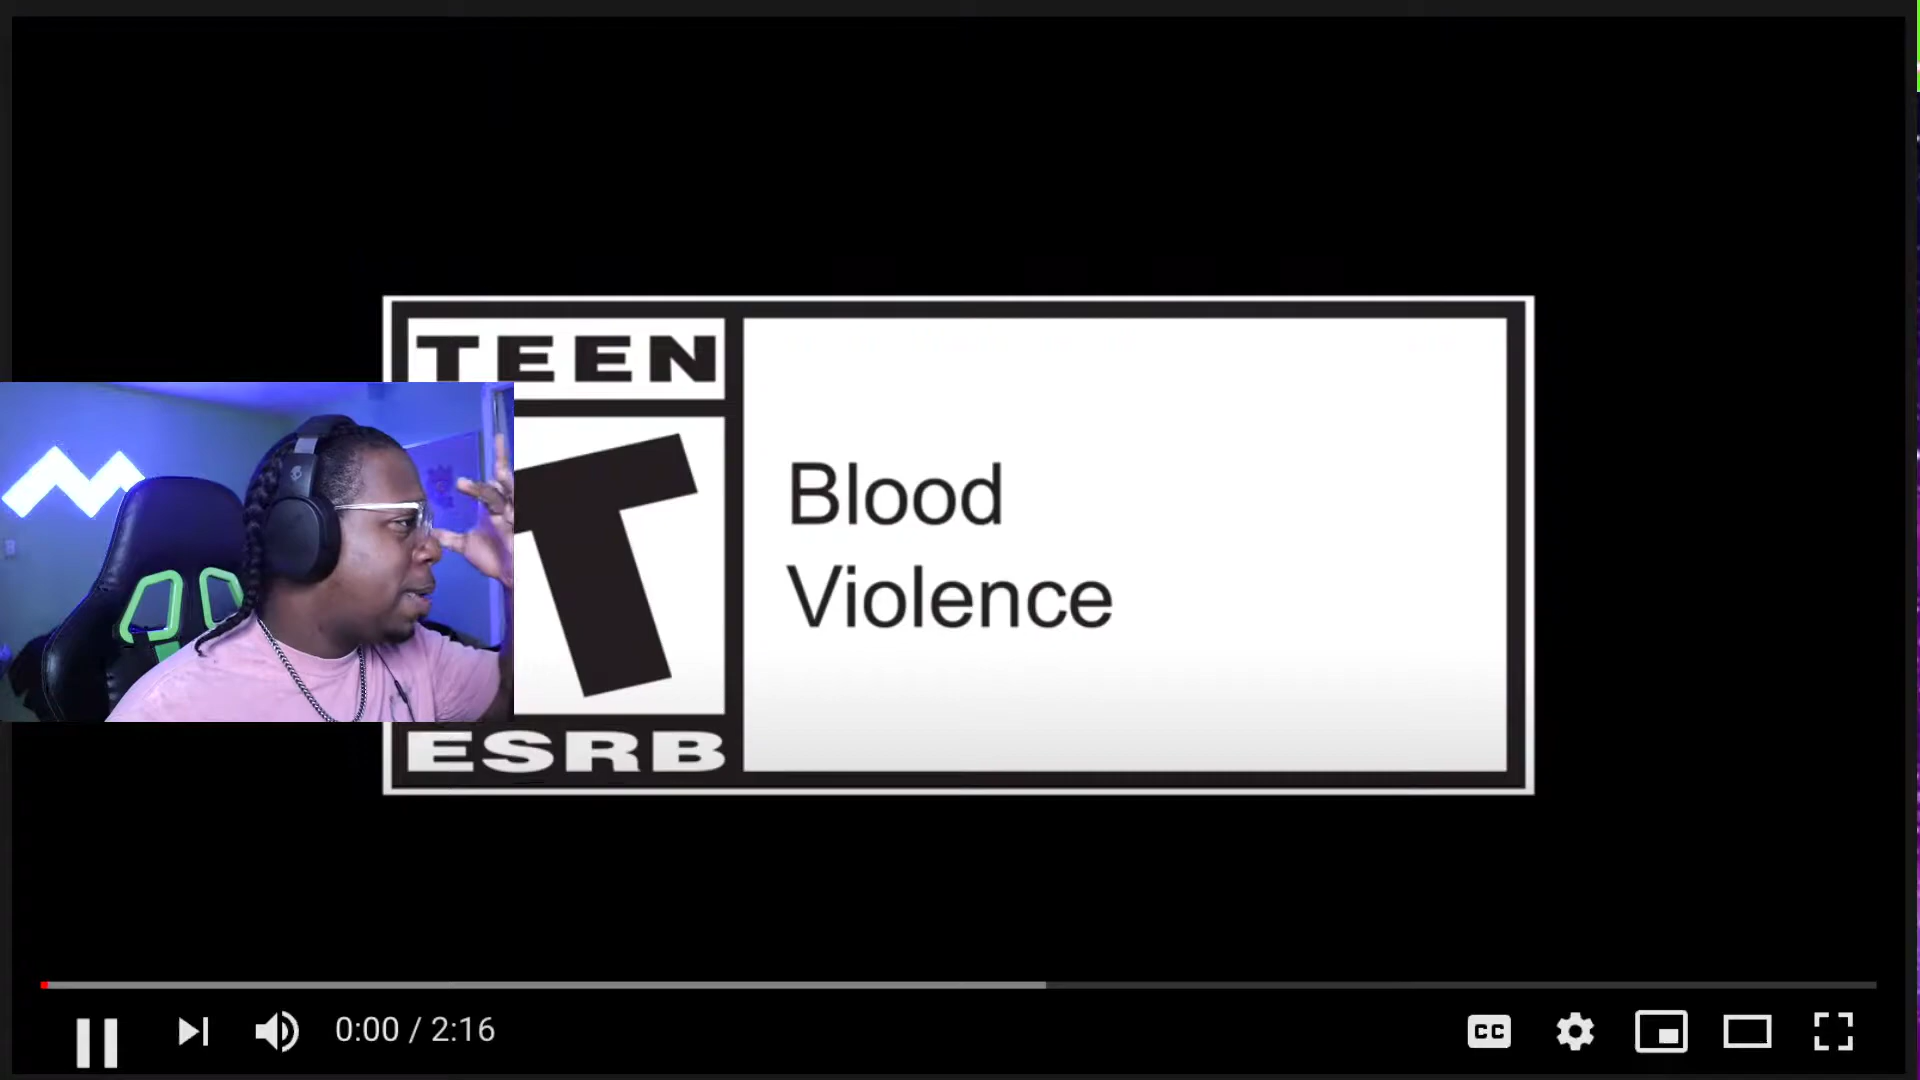 TEEN
T
Blood
Violence
ESRB
0:00 / 2:16
CC